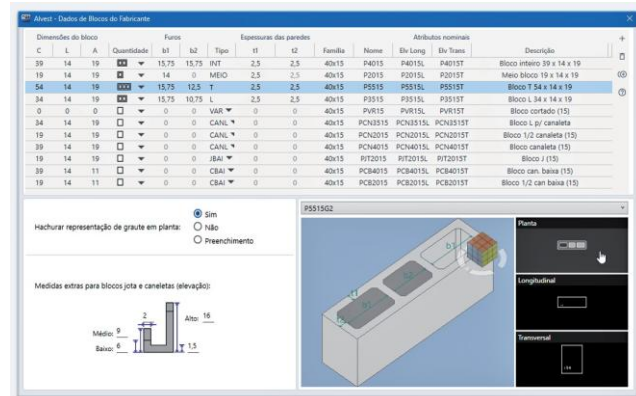 Alvest - Dados de Blocos do Fabricante
Dimensões do bloco Furos Espessuras das paredes Atributos nominais
C L A Quantidade b1 b2 Tipo t1 t2 Família Nome Elv Long Elv Trans Descrição
39 14 19 15,75 15,75 INT 2,5 2,5 40x15 P4015 P4015L P4015T Bloco inteiro 39 x 14 x 19
19 14 19 14 0 MEIO 2,5 2,5 40x15 P2015 P2015L P2015T Meio bloco 19 x 14 x 19
54 14 19 15,75 12,5 T 2,5 2,5 40x15 P5515 P5515L P5515T Bloco T 54 x 14 x 19
34 14 19 15,75 10,75 L 2,5 2,5 40x15 P3515 P3515L P3515T Bloco L 34 x 14 x 19
0 0 0 0 0 VAR 0 0 40x15 PVR15 PVR15L PVR15T Bloco cortado (15)
34 14 19 0 0 CANL 0 0 40x15 PCN3515 PCN3515L PCN3515T Bloco L p/ canaleta
19 14 19 0 0 CANL 0 0 40x15 PCN2015 PCN2015L PCN2015T Bloco 1/2 canaleta (15)
39 14 19 0 0 CANL 0 0 40x15 PCN4015 PCN4015L PCN4015T Bloco canaleta (15)
19 14 19 0 0 JBAI 0 0 40x15 PJT2015 PJT2015L PJT2015T Bloco J (15)
39 14 11 0 0 CBAI 0 0 40x15 PCB4015 PCB4015L PCB4015T Bloco can. baixa (15)
19 14 11 0 0 CBAI 0 0 40x15 PCB2015 PCB2015L PCB2015T Bloco 1/2 can baixa (15)
Hachurar representação de graute em planta:
Sim
Não
Preenchimento
Medidas extras para blocos jota e canaletas (elevação):
2
Alto: 16
Médio: 9
Baixo: 6
1,5
P5515G2
b1
b2
b1
t1
Planta
Longitudinal
Transversal